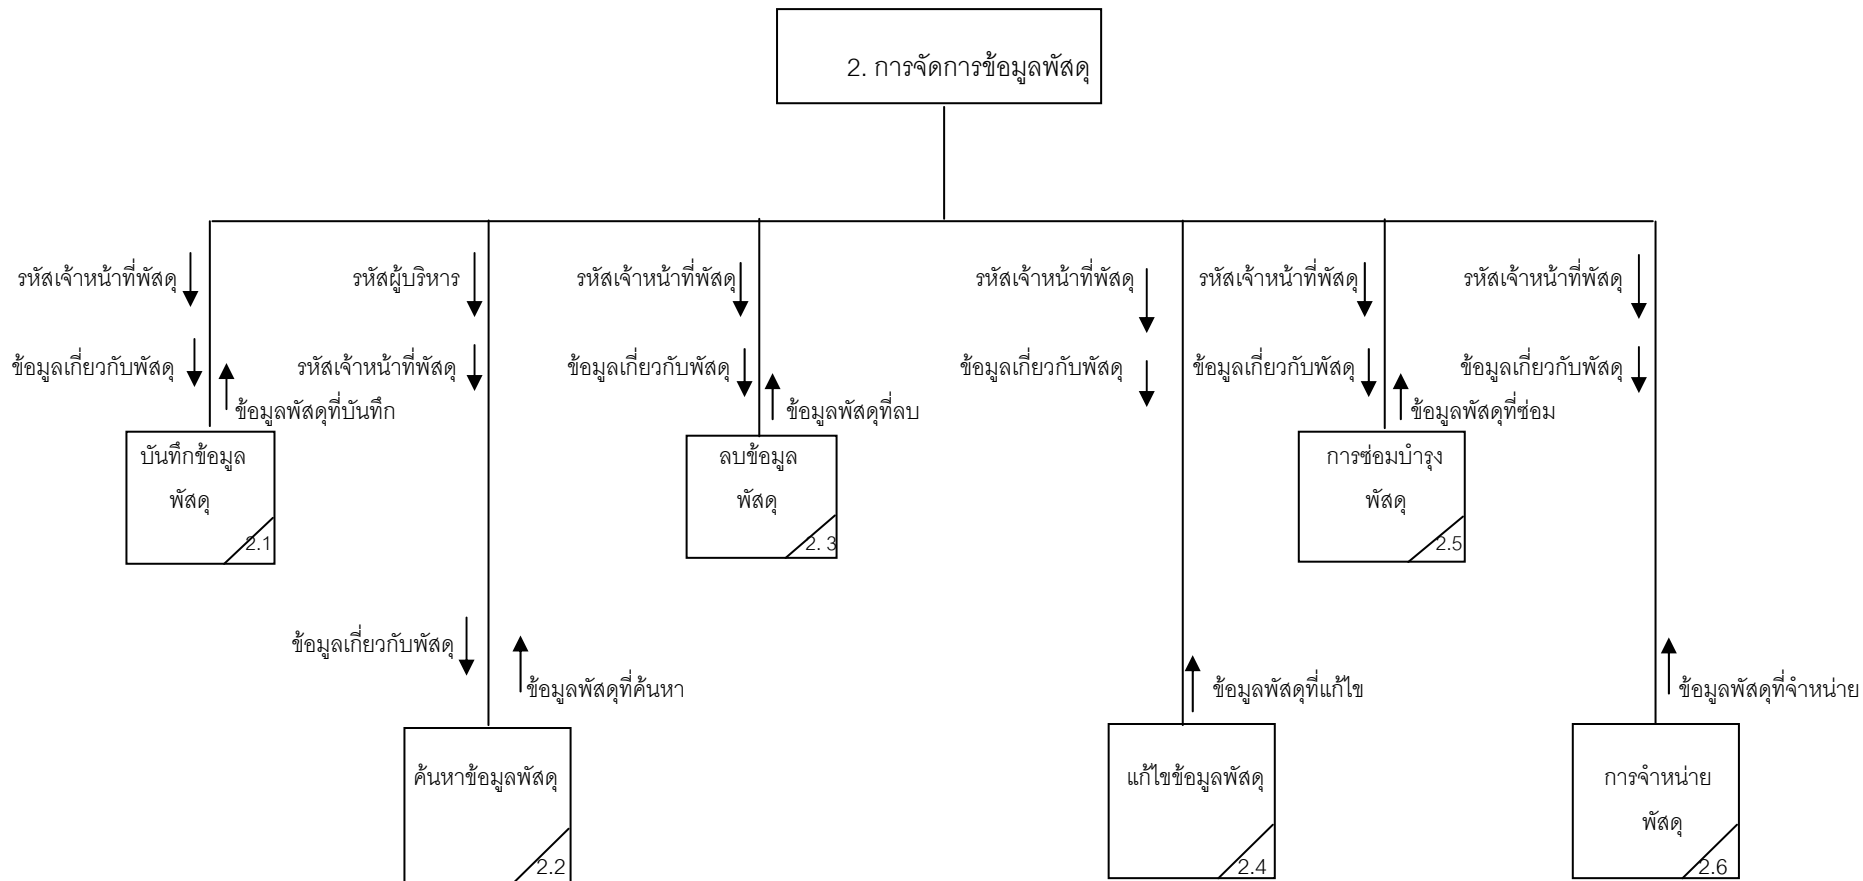 2. การจัดการข้อมูลพัสดุ
รหัสเจ้าหน้าที่พัสดุ
รหัสผู้บริหาร
รหัสเจ้าหน้าที่พัสดุ
รหัสเจ้าหน้าที่พัสดุ
รหัสเจ้าหน้าที่พัสดุ
รหัสเจ้าหน้าที่พัสดุ
ข้อมูลเกี่ยวกับพัสดุ
รหัสเจ้าหน้าที่พัสดุ
ข้อมูลเกี่ยวกับพัสดุ
ข้อมูลเกี่ยวกับพัสดุ
ข้อมูลเกี่ยวกับพัสดุ
ข้อมูลเกี่ยวกับพัสดุ
ข้อมูลพัสดุที่บันทึก
ข้อมูลพัสดุที่ลบ
ข้อมูลพัสดุที่ซ่อม
บันทึกข้อมูล
พัสดุ
2.1
ลบข้อมูล
พัสดุ
2. 3
การซ่อมบำรุง
พัสดุ
2.5
ข้อมูลเกี่ยวกับพัสดุ
ข้อมูลพัสดุที่ค้นหา
ข้อมูลพัสดุที่แก้ไข
ข้อมูลพัสดุที่จำหน่าย
ค้นหาข้อมูลพัสดุ
2.2
แก้ไขข้อมูลพัสดุ
2.4
การจำหน่าย
พัสดุ
2.6